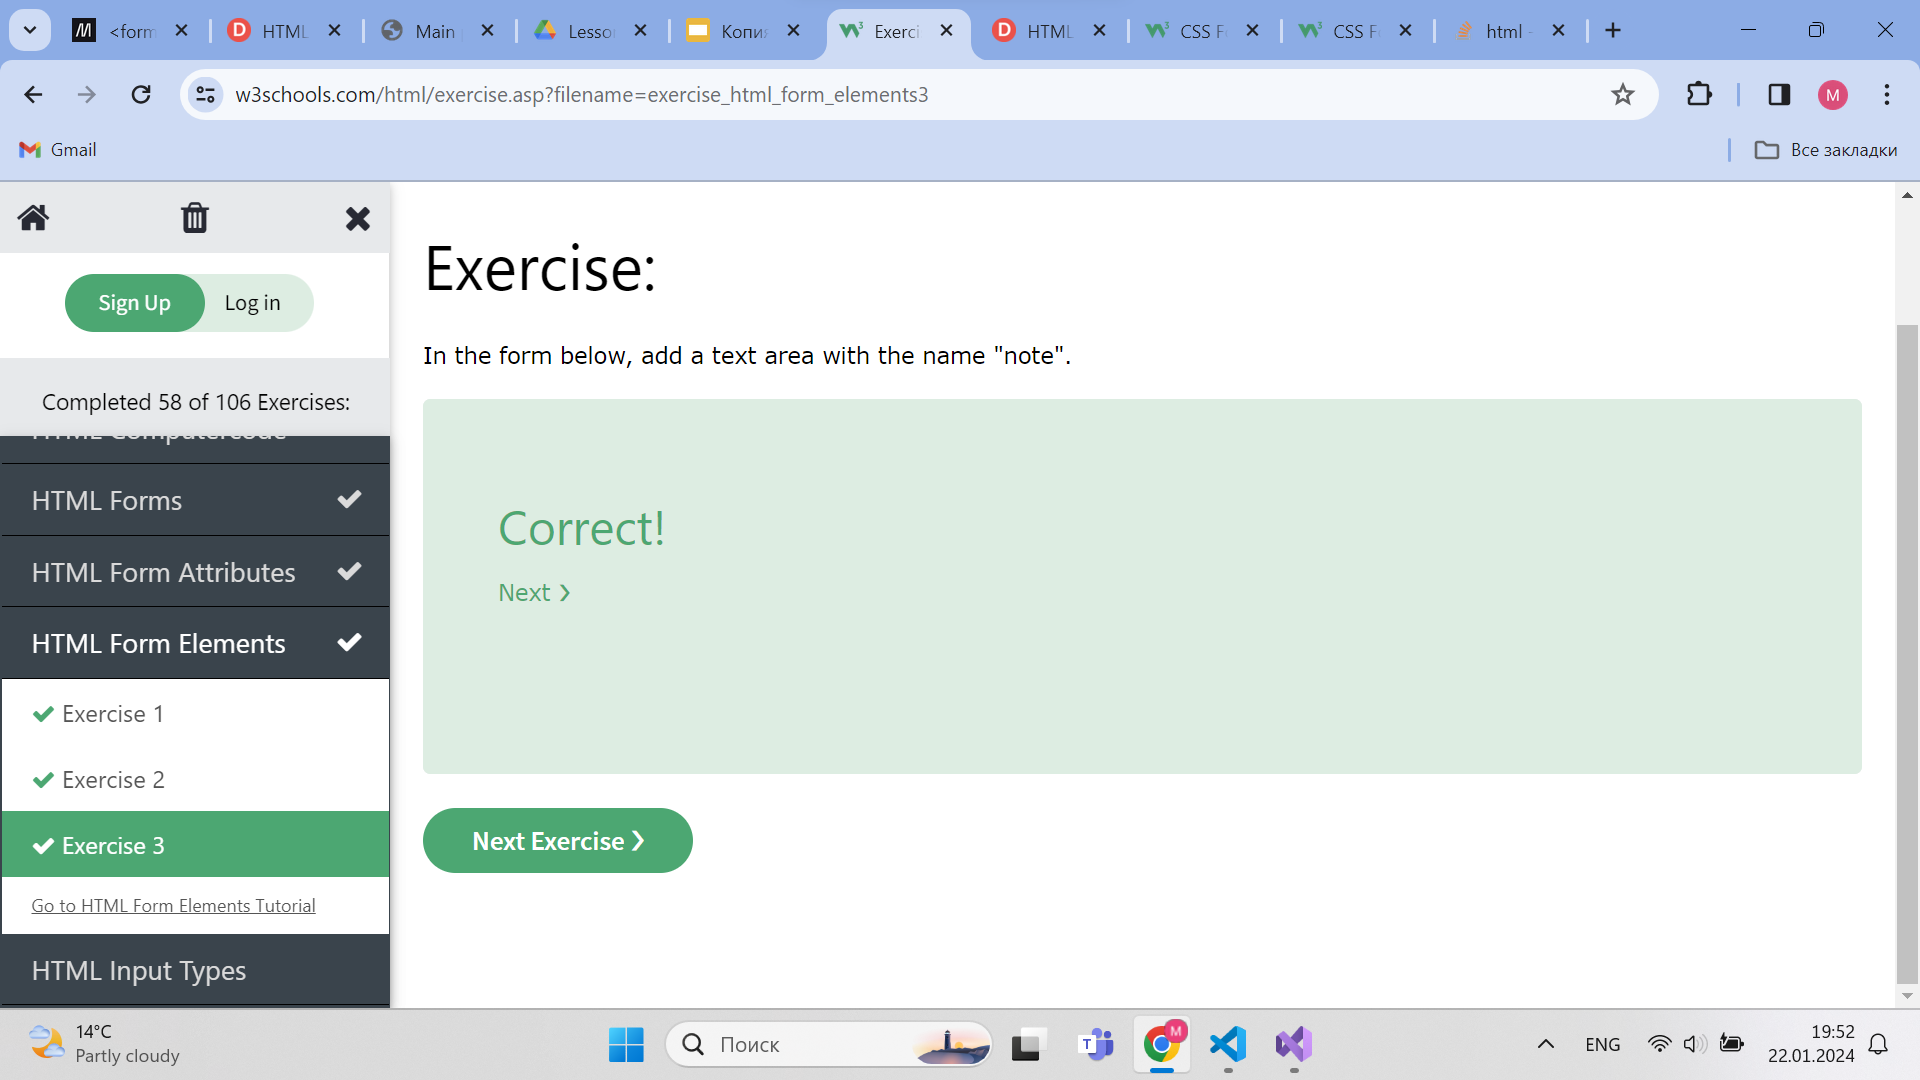 <form
HTML
Main
Lesso
Копия
Exerci
HTML
CSS F
CSS F
html -
w3schools.com/html/exercise.asp?filename=exercise_html_form_elements3
M
Gmail
Все закладки
Sign Up
Log in
Completed 58 of 106 Exercises:
HTML Computercode
HTML Forms
HTML Form Attributes
HTML Form Elements
Exercise 1
Exercise 2
Exercise 3
Go to HTML Form Elements Tutorial
HTML Input Types
Exercise:
In the form below, add a text area with the name "note".
Correct!
Next ❯
Next Exercise ❯
14°C
Partly cloudy
Поиск
ENG
19:52
22.01.2024